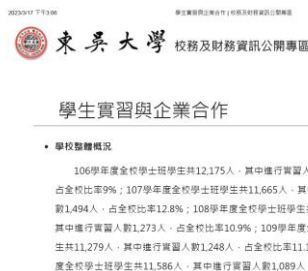 2023/3/17 下午3:06 學生實習與企業合作 | 校務及財務資訊公開專區
東吳大學 校務及財務資訊公開專區
學生實習與企業合作
• 學校整體概況
106學年度全校學士班學生共12,175人，其中進行實習人
占全校比率9%；107學年度全校學士班學生共11,665人，其
數1,494人，占全校比率12.8%；108學年度全校學士班學生
其中進行實習人數1,273人，占全校比率10.9%；109學年度
生共11,279人，其中進行實習人數1,248人，占全校比率11.
度全校學士班學生共11,586人，其中進行實習人數1,089人